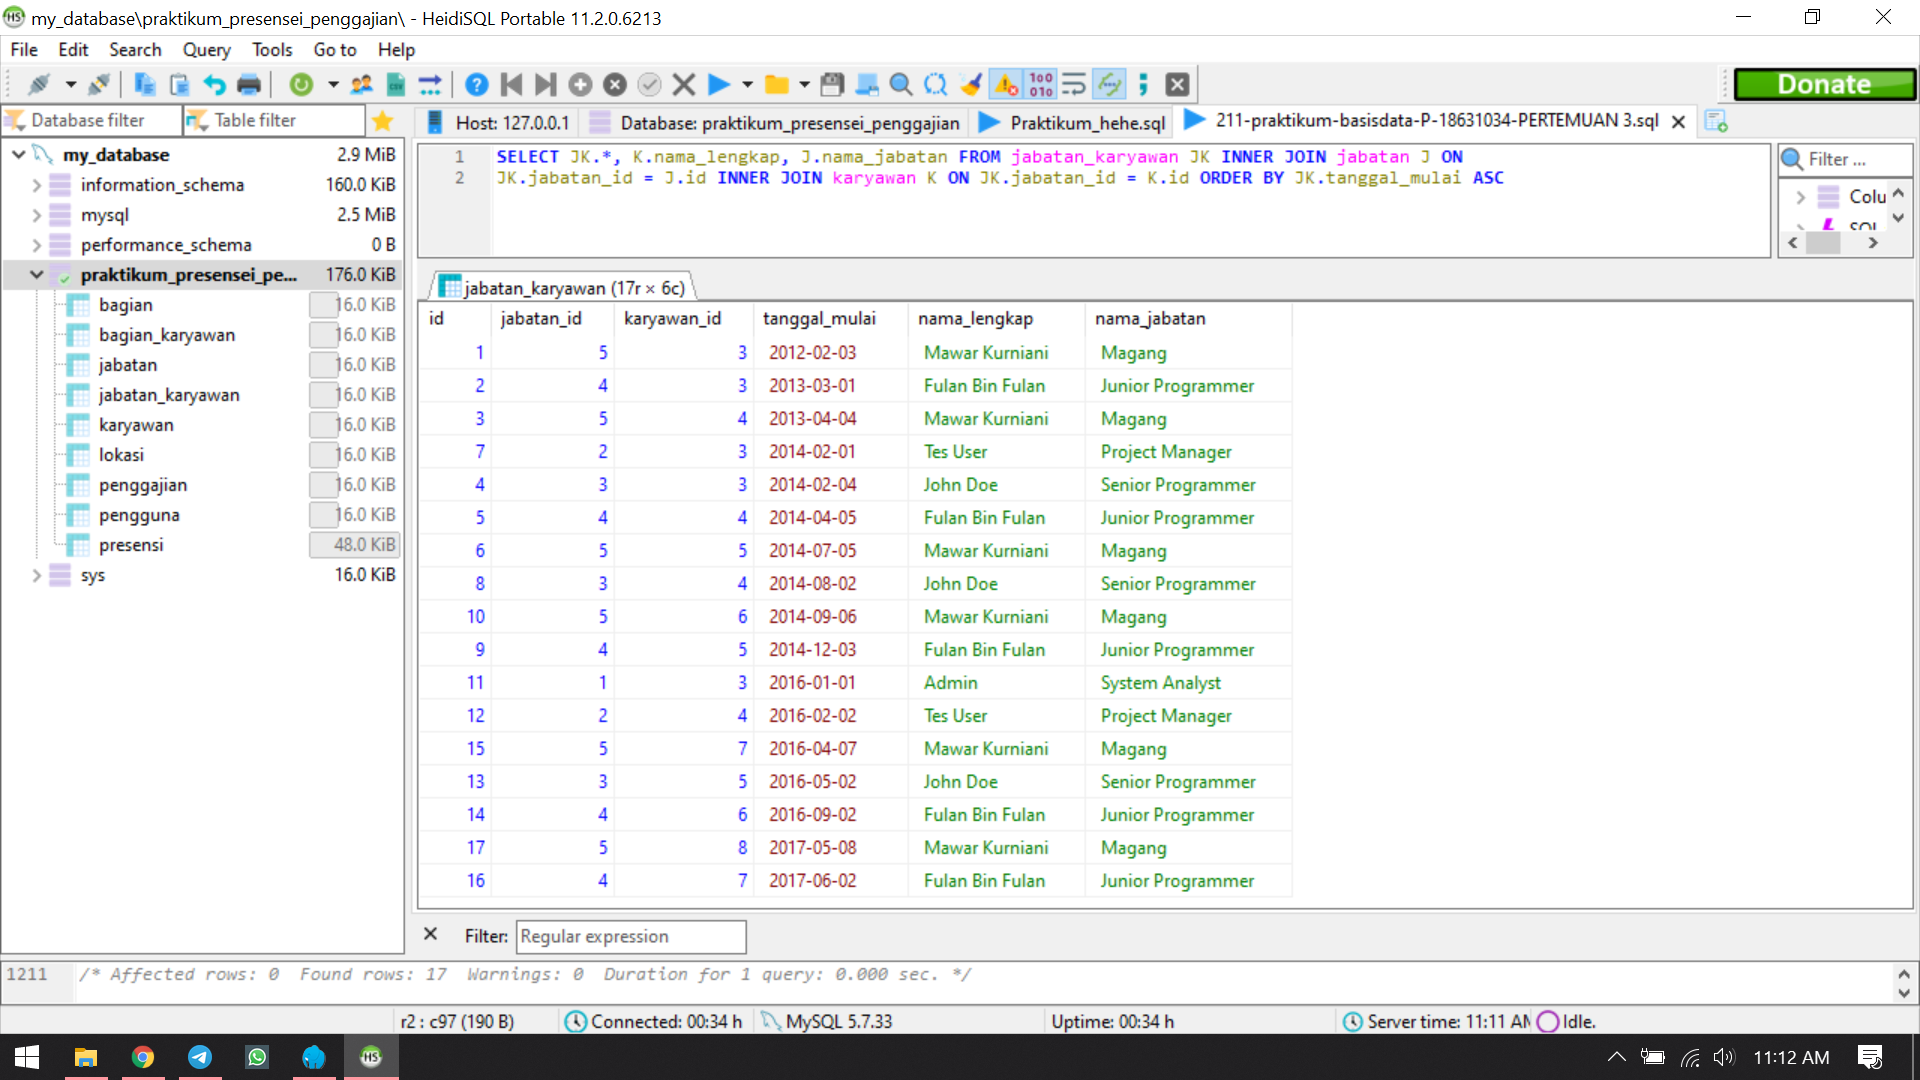 my_database\praktikum_presensei_penggajian\ - HeidiSQL Portable 11.2.0.6213
File Edit Search Query Tools Go to Help
Donate
Database filter Table filter
Host: 127.0.0.1 Database: praktikum_presensei_penggajian Praktikum_hehe.sql 211-praktikum-basisdata-P-18631034-PERTEMUAN 3.sql
my_database 2.9 MiB
information_schema 160.0 KiB
mysql 2.5 MiB
performance_schema 0 B
praktikum_presensei_pe... 176.0 KiB
bagian 16.0 KiB
bagian_karyawan 16.0 KiB
jabatan 16.0 KiB
jabatan_karyawan 16.0 KiB
karyawan 16.0 KiB
lokasi 16.0 KiB
penggajian 16.0 KiB
pengguna 16.0 KiB
presensi 48.0 KiB
sys 16.0 KiB
1 SELECT JK.*, K.nama_lengkap, J.nama_jabatan FROM jabatan_karyawan JK INNER JOIN jabatan J ON
2 JK.jabatan_id = J.id INNER JOIN karyawan K ON JK.jabatan_id = K.id ORDER BY JK.tanggal_mulai ASC
Filter ...
Colu
SQL
jabatan_karyawan (17r × 6c)
id jabatan_id karyawan_id tanggal_mulai nama_lengkap nama_jabatan
1 5 3 2012-02-03 Mawar Kurniani Magang
2 4 3 2013-03-01 Fulan Bin Fulan Junior Programmer
3 5 4 2013-04-04 Mawar Kurniani Magang
7 2 3 2014-02-01 Tes User Project Manager
4 3 3 2014-02-04 John Doe Senior Programmer
5 4 4 2014-04-05 Fulan Bin Fulan Junior Programmer
6 5 5 2014-07-05 Mawar Kurniani Magang
8 3 4 2014-08-02 John Doe Senior Programmer
10 5 6 2014-09-06 Mawar Kurniani Magang
9 4 5 2014-12-03 Fulan Bin Fulan Junior Programmer
11 1 3 2016-01-01 Admin System Analyst
12 2 4 2016-02-02 Tes User Project Manager
15 5 7 2016-04-07 Mawar Kurniani Magang
13 3 5 2016-05-02 John Doe Senior Programmer
14 4 6 2016-09-02 Fulan Bin Fulan Junior Programmer
17 5 8 2017-05-08 Mawar Kurniani Magang
16 4 7 2017-06-02 Fulan Bin Fulan Junior Programmer
Filter: Regular expression
1211 /* Affected rows: 0 Found rows: 17 Warnings: 0 Duration for 1 query: 0.000 sec. */
r2 : c97 (190 B) Connected: 00:34 h MySQL 5.7.33 Uptime: 00:34 h Server time: 11:11 AM Idle.
HS 11:12 AM